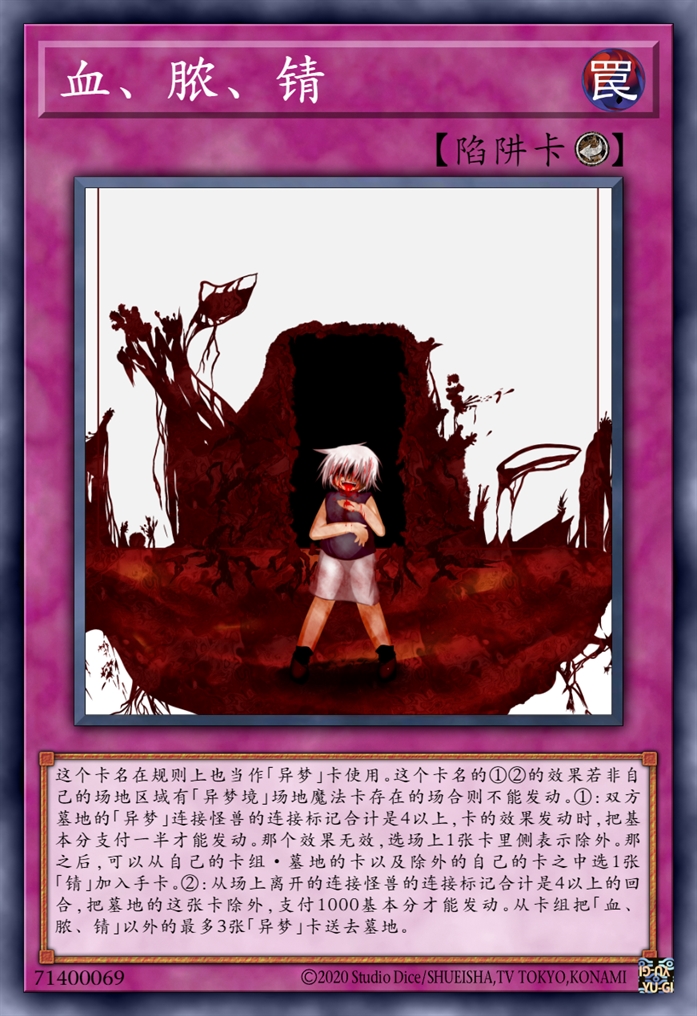 血、脓、锖
罠
【陷阱卡】
这个卡名在规则上也当作「异梦」卡使用。这个卡名的①②的效果若非自
己的场地区域有「异梦境」场地魔法卡存在的场合则不能发动。①:双方
墓地的「异梦」连接怪兽的连接标记合计是4以上,卡的效果发动时,把基
本分支付一半才能发动。那个效果无效,选场上1张卡里侧表示除外。那
之后,可以从自己的卡组·墓地的卡以及除外的自己的卡之中选1张
「锖」加入手卡。②:从场上离开的连接怪兽的连接标记合计是4以上的回
合,把墓地的这张卡除外,支付1000基本分才能发动。从卡组把「血、
脓、锖」以外的最多3张「异梦」卡送去墓地。
71400069 ©2020 Studio Dice/SHUEISHA,TV TOKYO,KONAMI